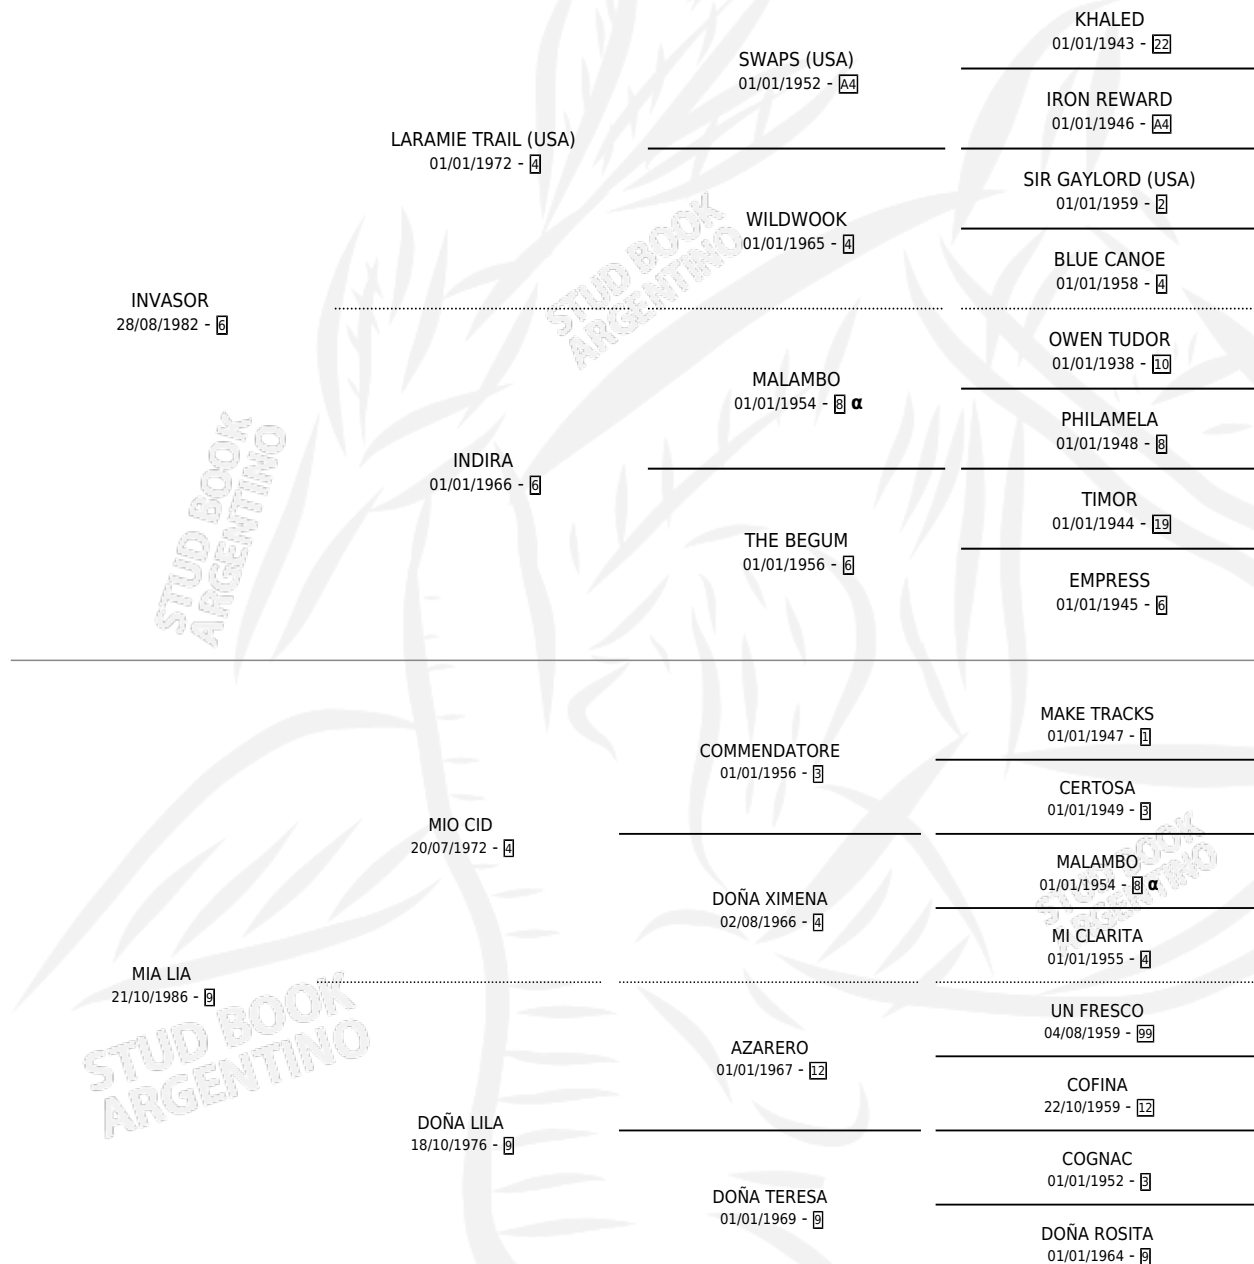 KHALED
01/01/1943 - 22
SWAPS (USA)
01/01/1952 - A4
IRON REWARD
01/01/1946 - A4
LARAMIE TRAIL (USA)
01/01/1972 - 4
SIR GAYLORD (USA)
01/01/1959 - 2
WILDWOOK
01/01/1965 - 4
BLUE CANOE
01/01/1958 - 4
STUD BOOK
ARGENTINO
INVASOR
28/08/1982 - 6
OWEN TUDOR
01/01/1938 - 10
MALAMBO
01/01/1954 - 8 α
PHILAMELA
01/01/1948 - 8
INDIRA
01/01/1966 - 6
TIMOR
01/01/1944 - 19
THE BEGUM
01/01/1956 - 6
EMPRESS
01/01/1945 - 6
STUD BOOK
ARGENTINO
MAKE TRACKS
01/01/1947 - 1
COMMENDATORE
01/01/1956 - 3
CERTOSA
01/01/1949 - 3
MIO CID
20/07/1972 - 4
MALAMBO
01/01/1954 - 8 α
DOÑA XIMENA
02/08/1966 - 4
MI CLARITA
01/01/1955 - 4
STUD BOOK
ARGENTINO
MIA LIA
21/10/1986 - 9
UN FRESCO
04/08/1959 - 99
AZARERO
01/01/1967 - 12
COFINA
22/10/1959 - 12
STUD BOOK
ARGENTINO
DOÑA LILA
18/10/1976 - 9
COGNAC
01/01/1952 - 3
DOÑA TERESA
01/01/1969 - 9
DOÑA ROSITA
01/01/1964 - 9